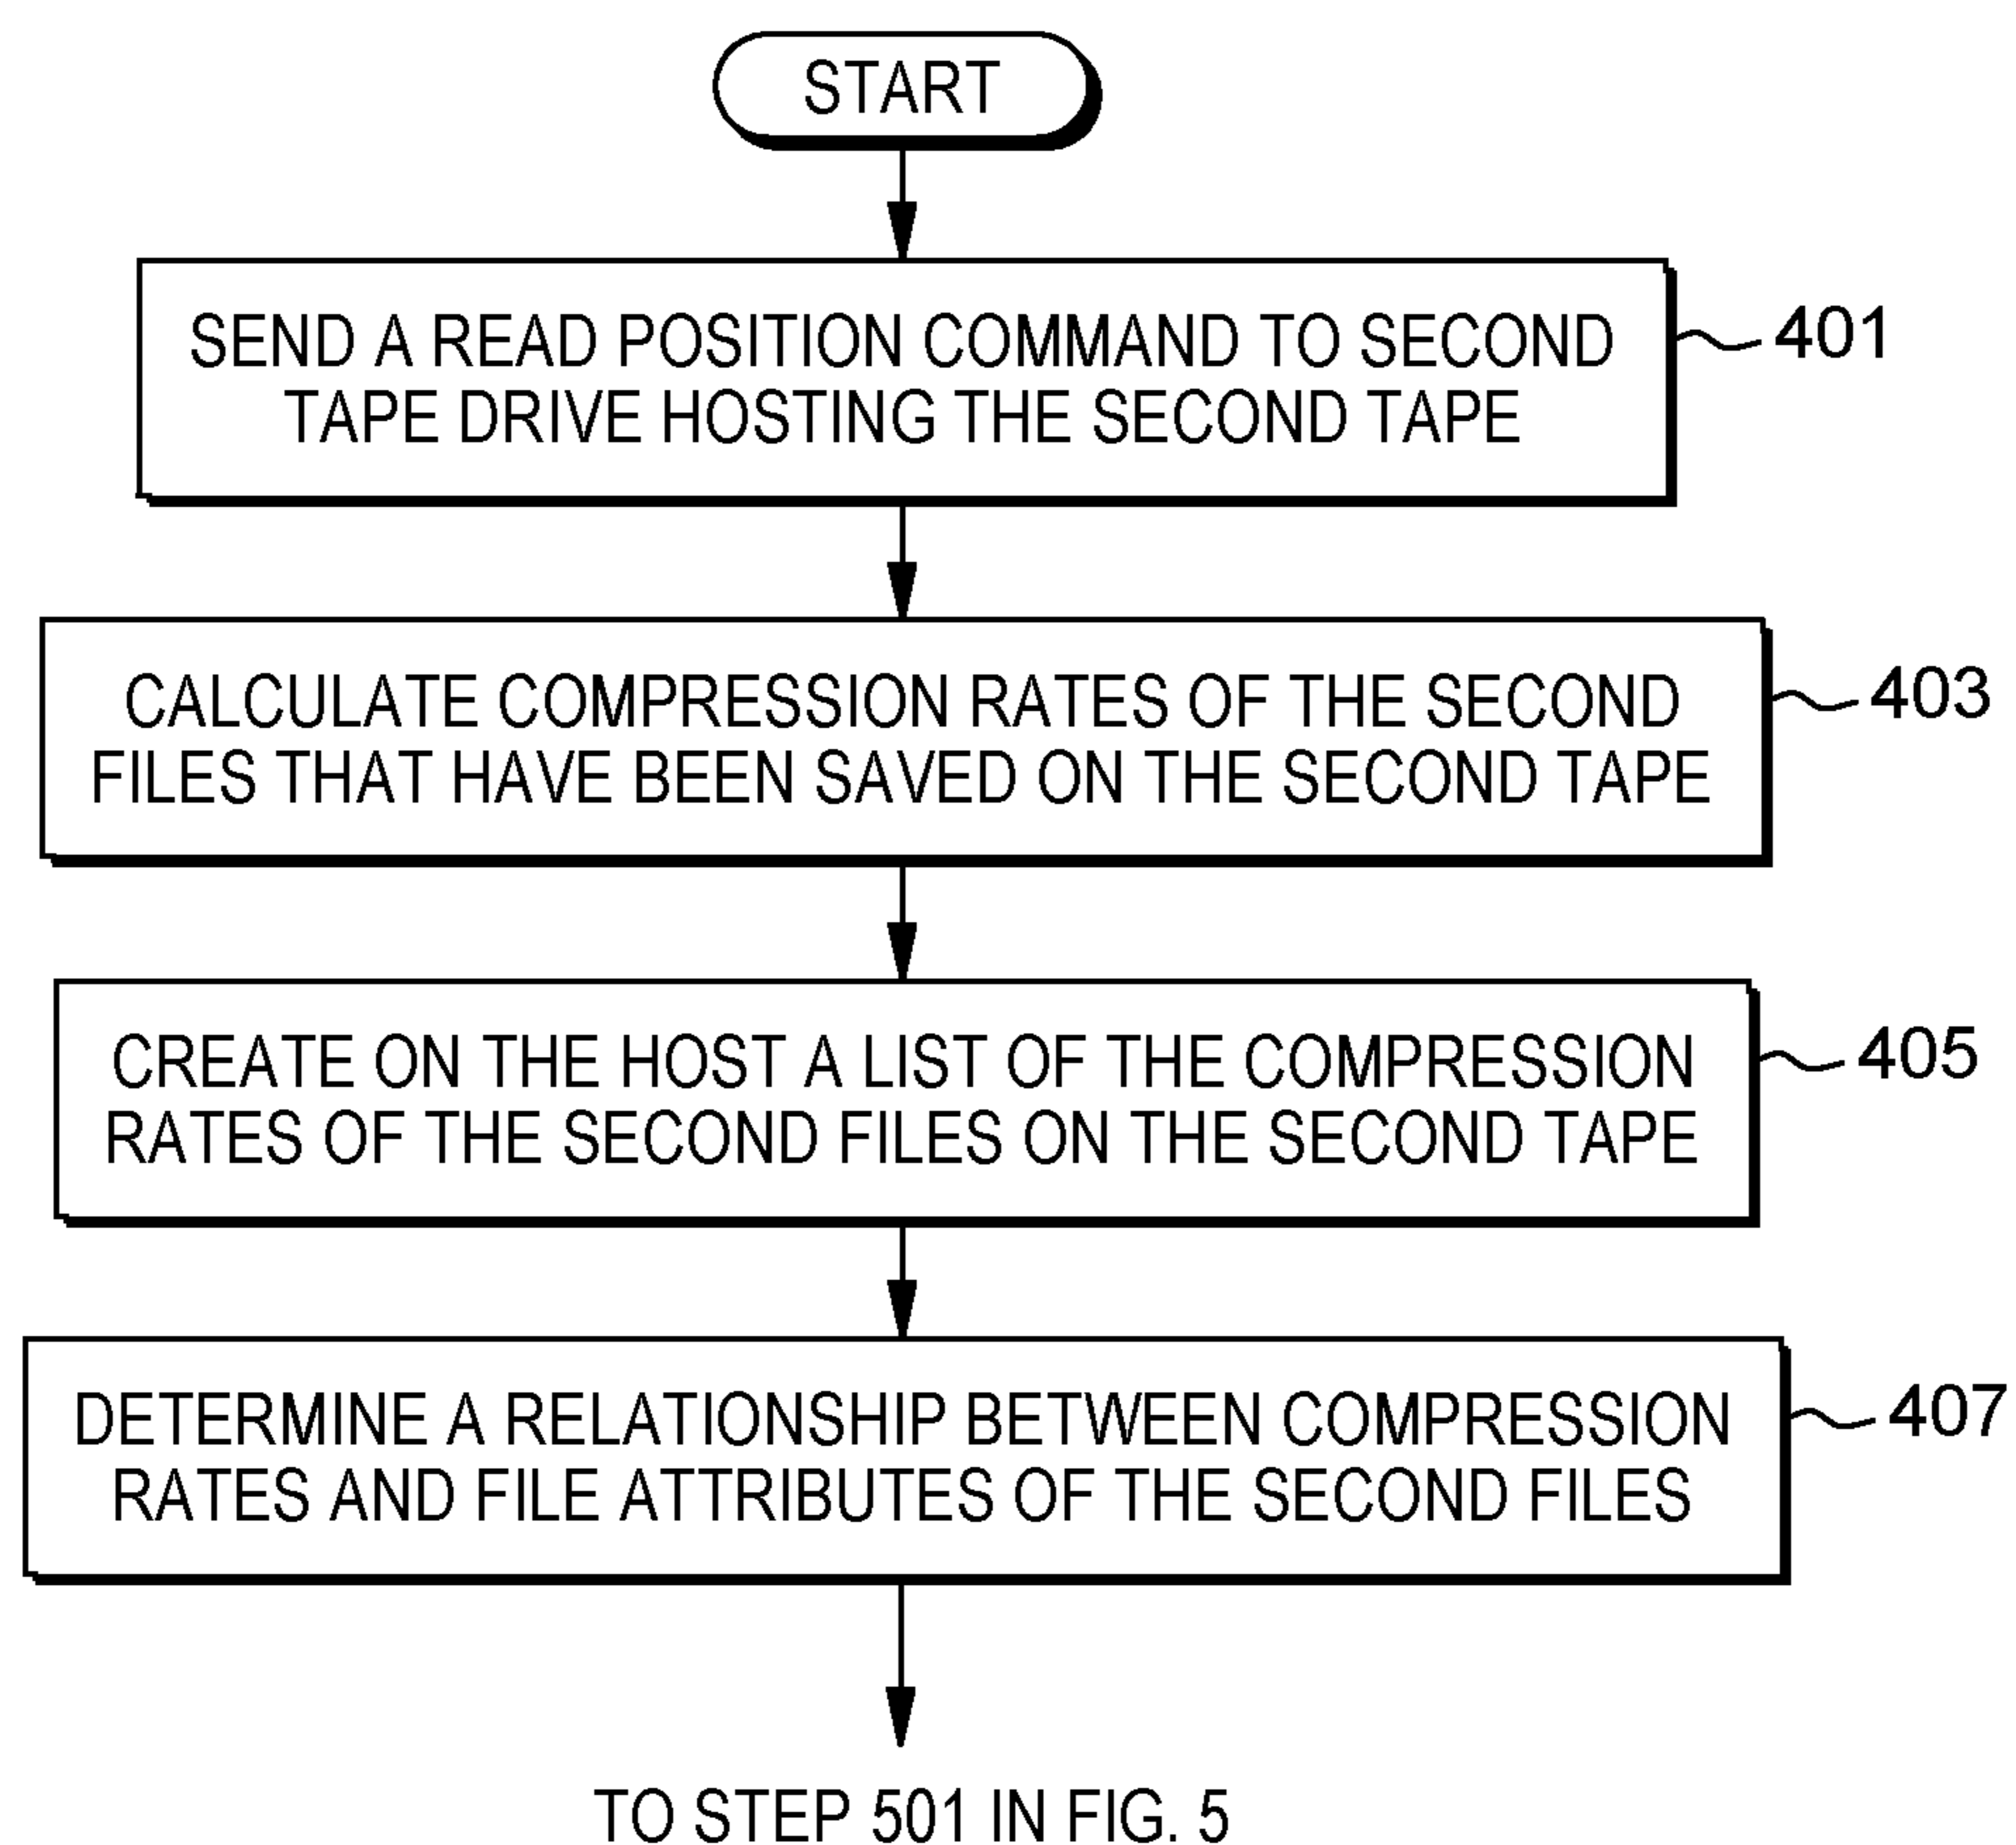 START
SEND A READ POSITION COMMAND TO SECOND
TAPE DRIVE HOSTING THE SECOND TAPE
401
CALCULATE COMPRESSION RATES OF THE SECOND
FILES THAT HAVE BEEN SAVED ON THE SECOND TAPE
403
CREATE ON THE HOST A LIST OF THE COMPRESSION
RATES OF THE SECOND FILES ON THE SECOND TAPE
405
DETERMINE A RELATIONSHIP BETWEEN COMPRESSION
RATES AND FILE ATTRIBUTES OF THE SECOND FILES
407
TO STEP 501 IN FIG. 5